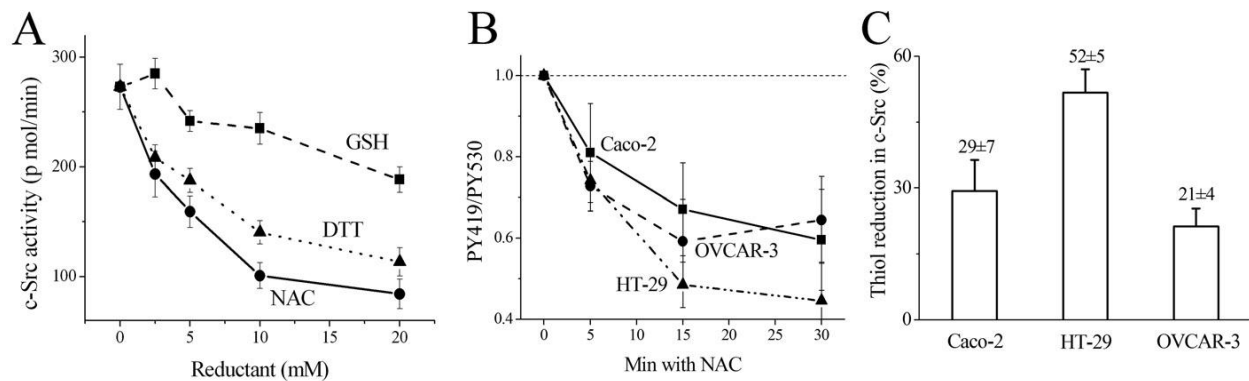 A
c-Src activity (p mol/min)
300
200
100
GSH
DTT
NAC
0
5
10
15
20
Reductant (mM)
B
PY419/PY530
1.0
0.8
0.6
0.4
Caco-2
OVCAR-3
HT-29
0
5
10
15
20
25
30
Min with NAC
C
Thiol reduction in c-Src (%)
60
30
0
29±7
52±5
21±4
Caco-2
HT-29
OVCAR-3